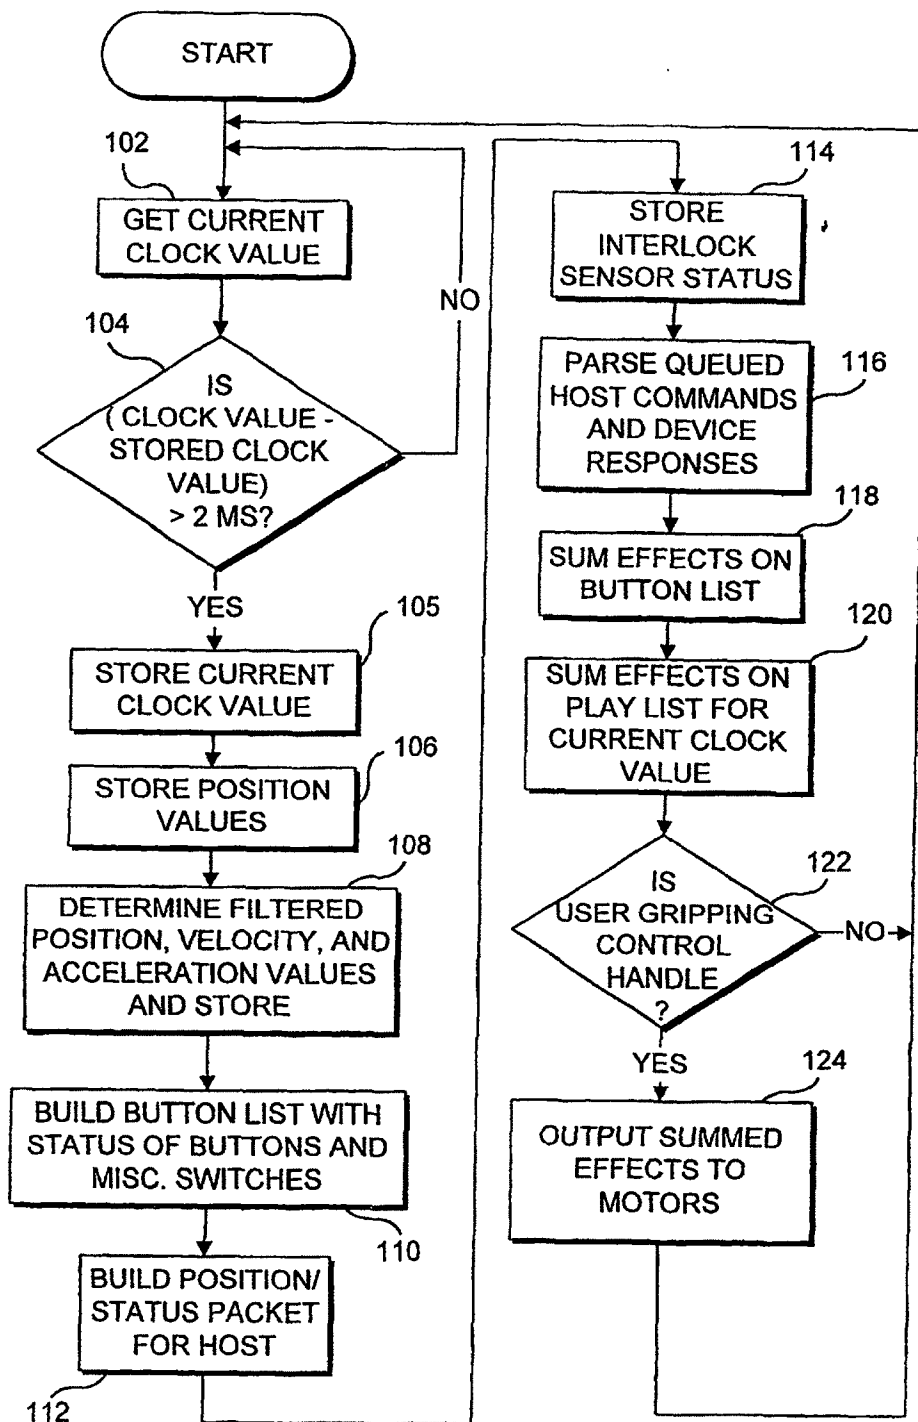 START
102
GET CURRENT
CLOCK VALUE
NO
104
IS
( CLOCK VALUE -
STORED CLOCK
VALUE)
> 2 MS?
YES
105
STORE CURRENT
CLOCK VALUE
106
STORE POSITION
VALUES
108
DETERMINE FILTERED
POSITION, VELOCITY, AND
ACCELERATION VALUES
AND STORE
BUILD BUTTON LIST WITH
STATUS OF BUTTONS AND
MISC. SWITCHES
110
BUILD POSITION/
STATUS PACKET
FOR HOST
112
114
STORE
INTERLOCK
SENSOR STATUS
PARSE QUEUED
HOST COMMANDS
AND DEVICE
RESPONSES
116
118
SUM EFFECTS ON
BUTTON LIST
120
SUM EFFECTS ON
PLAY LIST FOR
CURRENT CLOCK
VALUE
122
IS
USER GRIPPING
CONTROL
HANDLE
?
NO
YES
124
OUTPUT SUMMED
EFFECTS TO
MOTORS